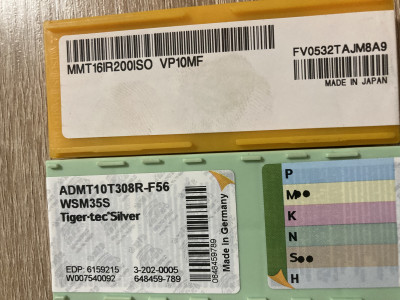 MMT16IR200ISO VP10MF
FV0532TAJM8A9
MADE IN JAPAN
ADMT10T308R-F56
WSM35S
Tiger·tec®Silver
EDP: 6159215 3-202-0005
W007540092 648459-789
0648459789
Made in Germany
P
M●●
K
N
S●●
H